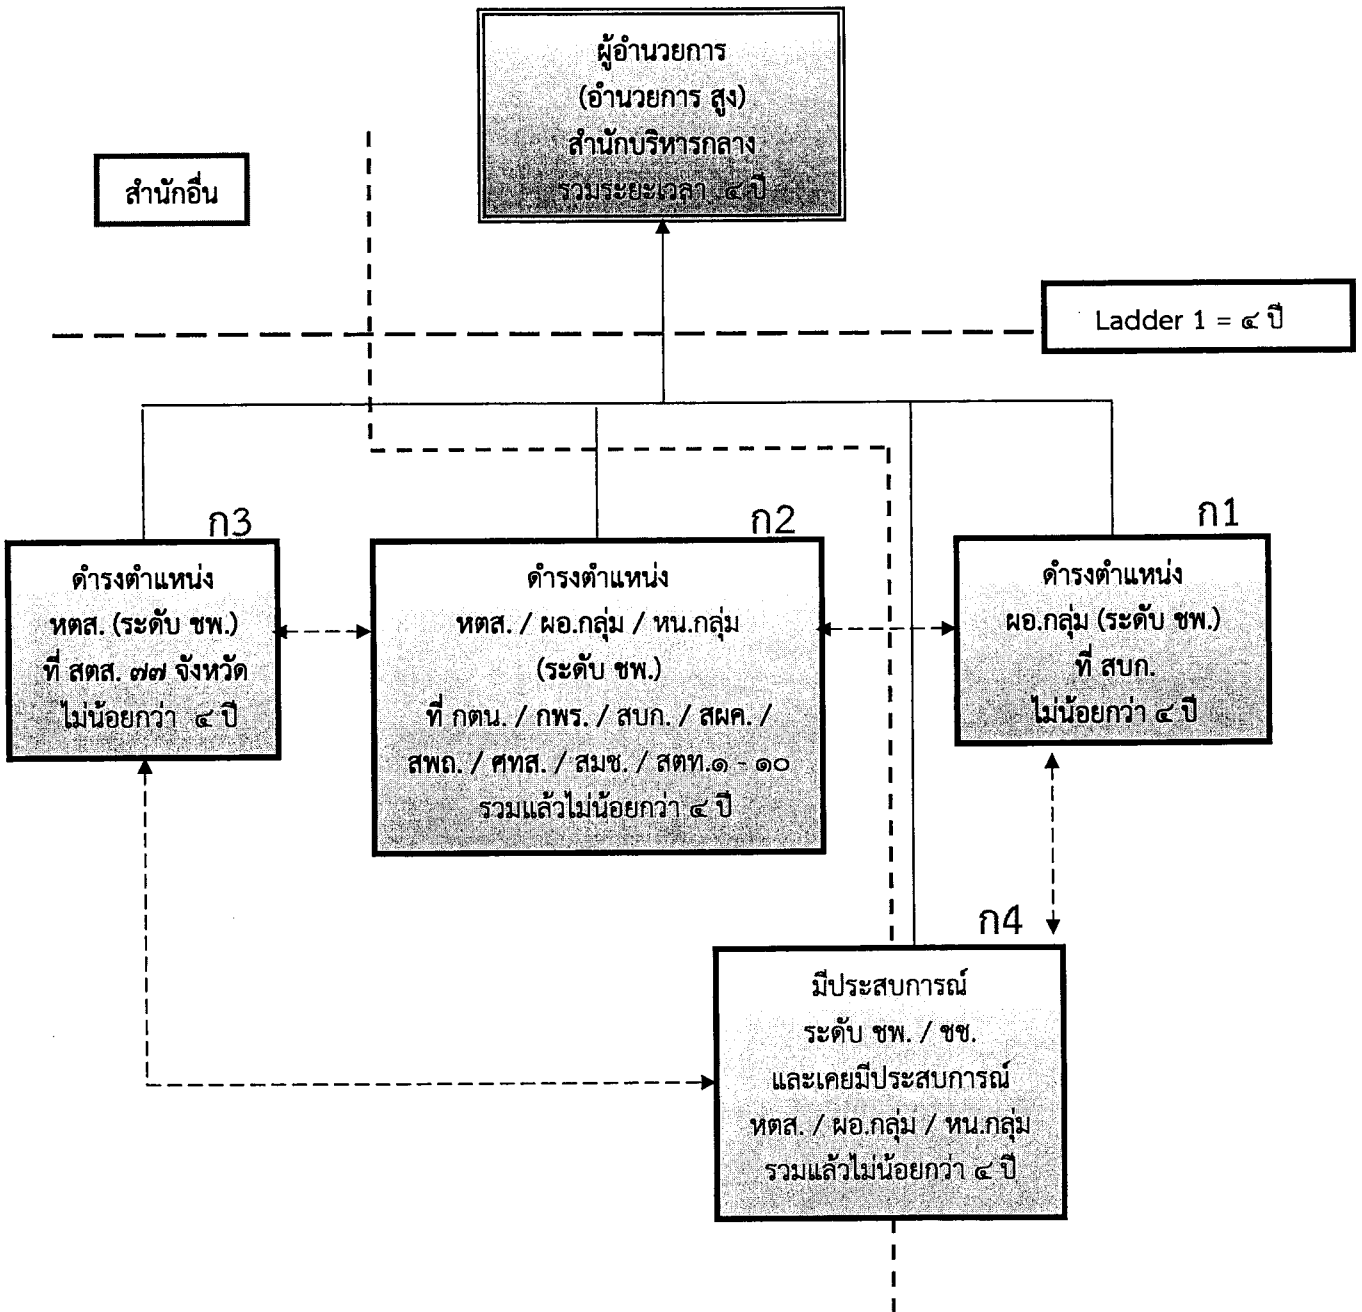 ผู้อำนวยการ
(อำนวยการ สูง)
สำนักบริหารกลาง
รวมระยะเวลา ๔ ปี
สำนักอื่น
Ladder 1 = ๔ ปี
ก3
ดำรงตำแหน่ง
หตส. (ระดับ ชพ.)
ที่ สตส. ๗๗ จังหวัด
ไม่น้อยกว่า ๔ ปี
ก2
ดำรงตำแหน่ง
หตส. / ผอ.กลุ่ม / หน.กลุ่ม
(ระดับ ชพ.)
ที่ กตน. / กพร. / สบก. / สผค. /
สพถ. / ศทส. / สมช. / สตท.๑ - ๑๐
รวมแล้วไม่น้อยกว่า ๔ ปี
ก1
ดำรงตำแหน่ง
ผอ.กลุ่ม (ระดับ ชพ.)
ที่ สบก.
ไม่น้อยกว่า ๔ ปี
ก4
มีประสบการณ์
ระดับ ชพ. / ชช.
และเคยมีประสบการณ์
หตส. / ผอ.กลุ่ม / หน.กลุ่ม
รวมแล้วไม่น้อยกว่า ๔ ปี